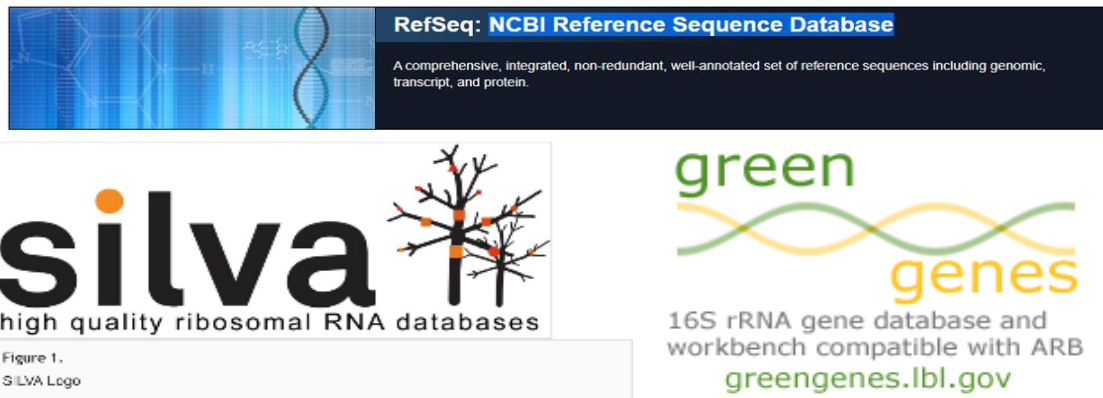 RefSeq: NCBI Reference Sequence Database
A comprehensive, integrated, non-redundant, well-annotated set of reference sequences including genomic,
transcript, and protein.
silva
high quality ribosomal RNA databases
Figure 1.
SILVA Logo
green
genes
16S rRNA gene database and
workbench compatible with ARB
greengenes.lbl.gov